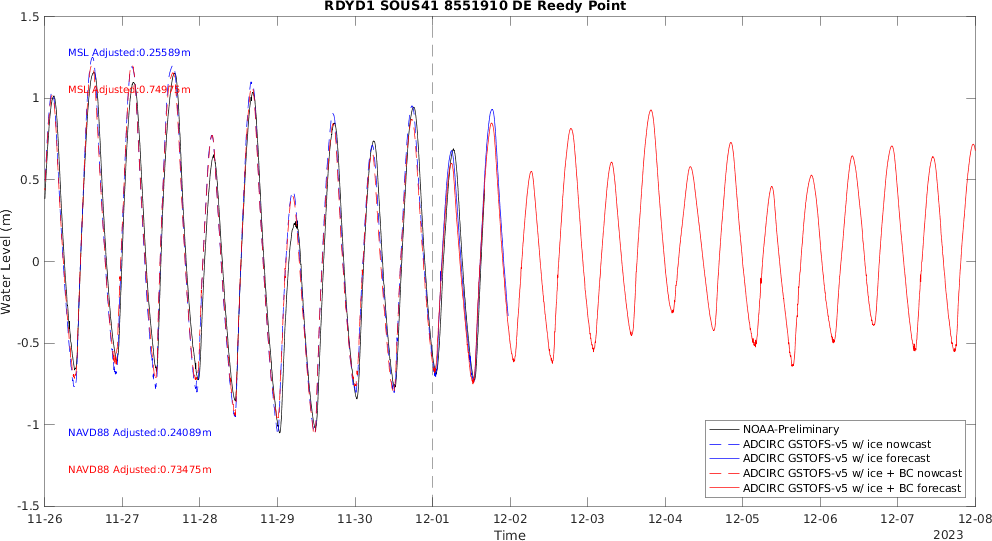 RDYD1 SOUS41 8551910 DE Reedy Point
1.5
1
0.5
0
-0.5
-1
-1.5
Water Level (m)
MSL Adjusted:0.25589m
MSL Adjusted:0.74975m
NAVD88 Adjusted:0.24089m
NAVD88 Adjusted:0.73475m
NOAA-Preliminary
ADCIRC GSTOFS-v5 w/ ice nowcast
ADCIRC GSTOFS-v5 w/ ice forecast
ADCIRC GSTOFS-v5 w/ ice + BC nowcast
ADCIRC GSTOFS-v5 w/ ice + BC forecast
11-26 11-27 11-28 11-29 11-30 12-01 12-02 12-03 12-04 12-05 12-06 12-07 12-08
Time
2023